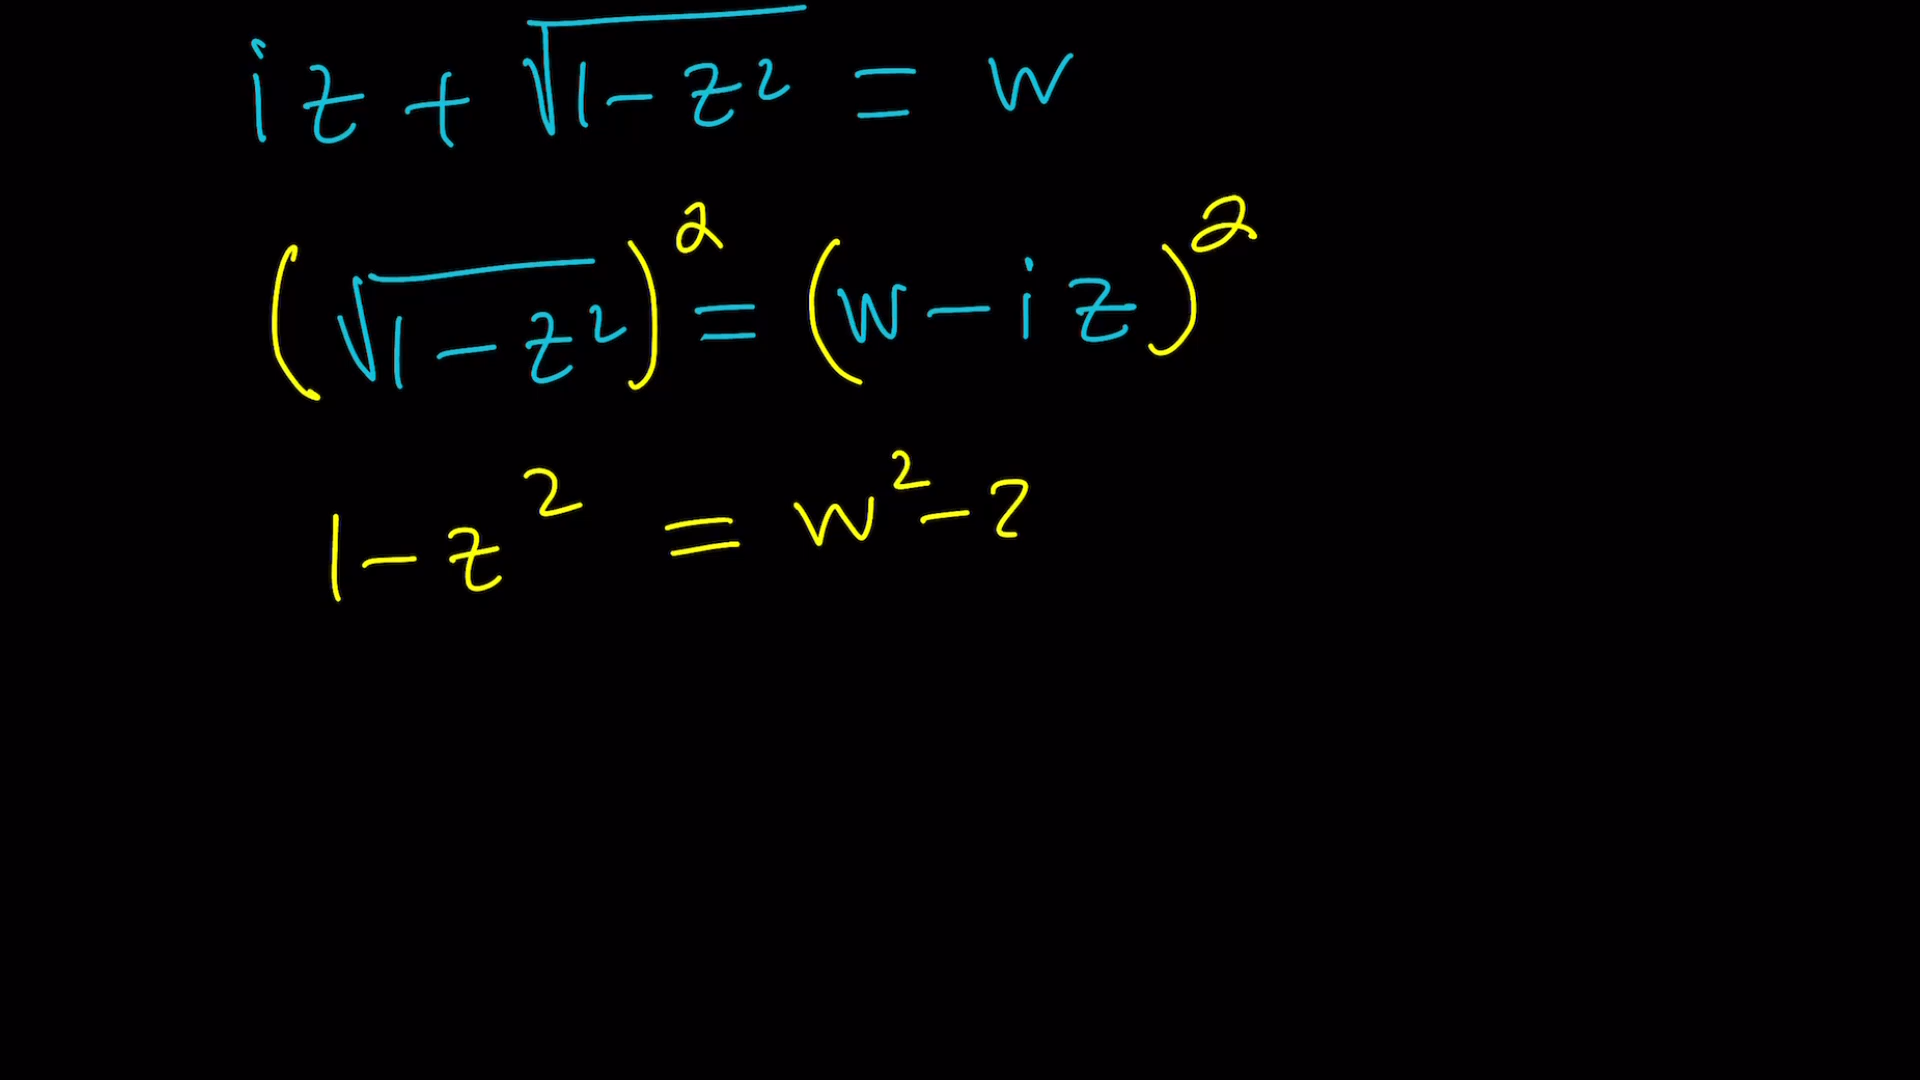 iz + √(1-z²) = w
(√(1-z²))² = (w-iz)²
1-z² = w²-2